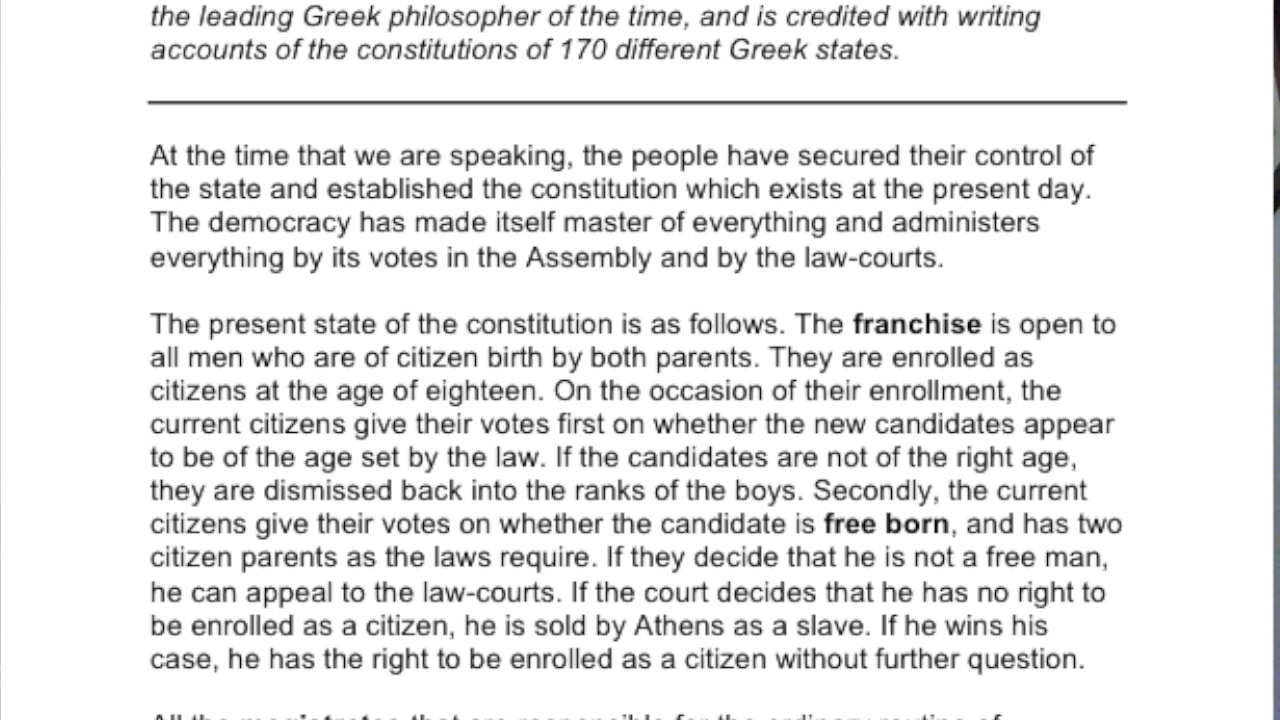 the leading Greek philosopher of the time, and is credited with writing
accounts of the constitutions of 170 different Greek states.
At the time that we are speaking, the people have secured their control of
the state and established the constitution which exists at the present day.
The democracy has made itself master of everything and administers
everything by its votes in the Assembly and by the law-courts.
The present state of the constitution is as follows. The franchise is open to
all men who are of citizen birth by both parents. They are enrolled as
citizens at the age of eighteen. On the occasion of their enrollment, the
current citizens give their votes first on whether the new candidates appear
to be of the age set by the law. If the candidates are not of the right age,
they are dismissed back into the ranks of the boys. Secondly, the current
citizens give their votes on whether the candidate is free born, and has two
citizen parents as the laws require. If they decide that he is not a free man,
he can appeal to the law-courts. If the court decides that he has no right to
be enrolled as a citizen, he is sold by Athens as a slave. If he wins his
case, he has the right to be enrolled as a citizen without further question.
All the magistrates that are responsible for the ordinary routine of